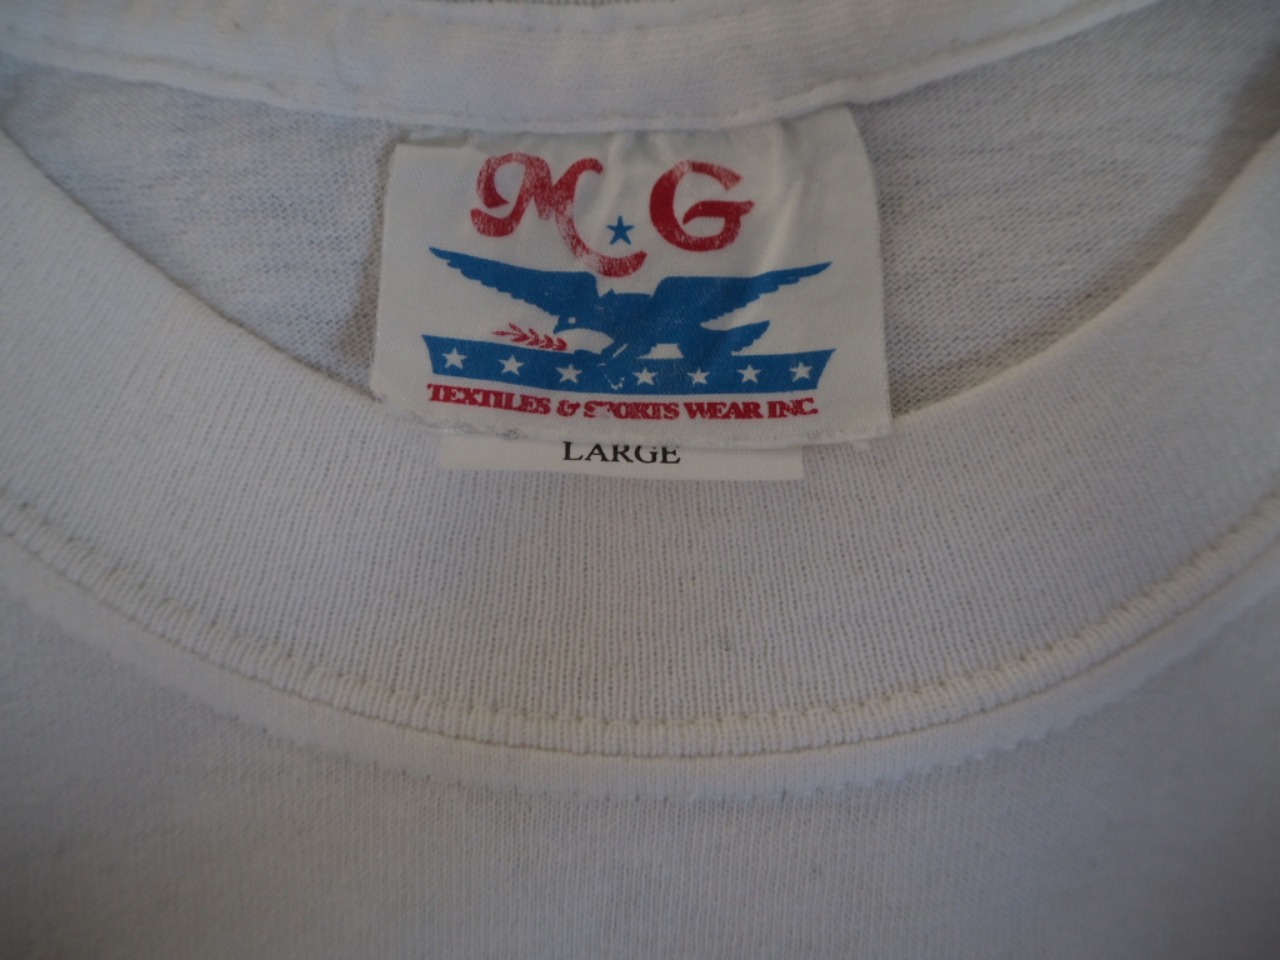 M G
TEXTILES & SPORTS WEAR INC.
LARGE